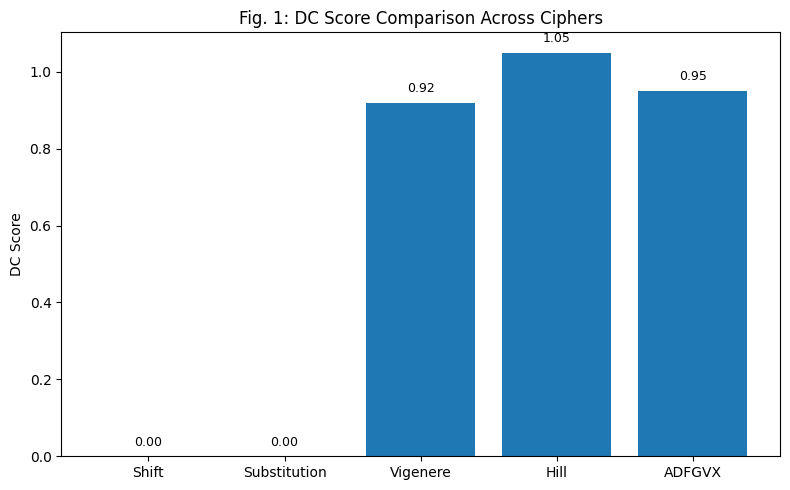 Fig. 1: DC Score Comparison Across Ciphers
1.05
0.95
0.92
0.00
0.00
DC Score
1.0
0.8
0.6
0.4
0.2
0.0
Shift
Substitution
Vigenere
Hill
ADFGVX